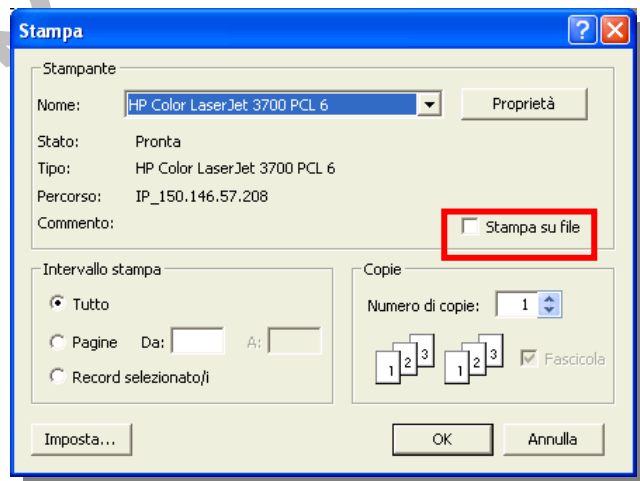 Stampa
Stampante
Nome: HP Color LaserJet 3700 PCL 6 Proprietà
Stato: Pronta
Tipo: HP Color LaserJet 3700 PCL 6
Percorso: IP_150.146.57.208
Commento:
Stampa su file
Intervallo stampa
Tutto
Pagine Da: A:
Record selezionato/i
Copie
Numero di copie: 1
1 2 3 1 2 3 Fascicola
Imposta... OK Annulla